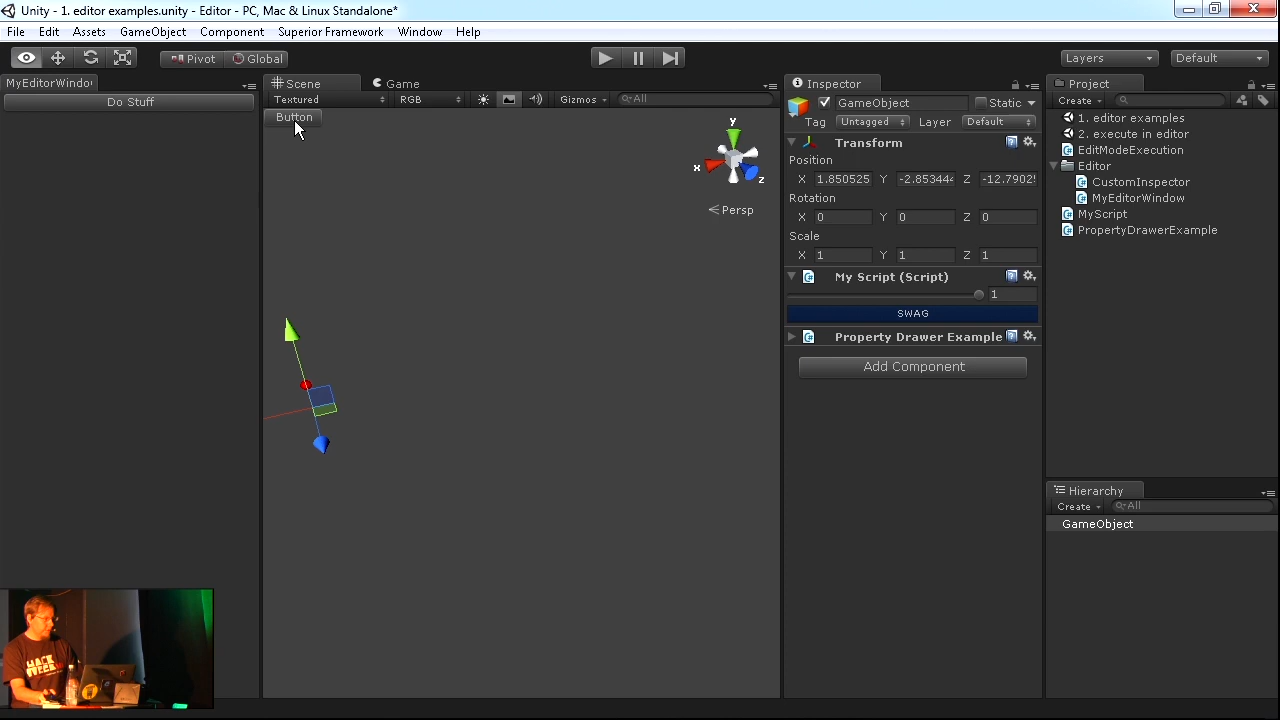 Unity - 1. editor examples.unity - Editor - PC, Mac & Linux Standalone*
File Edit Assets GameObject Component Superior Framework Window Help
Pivot Global Layers Default
MyEditorWindo
Do Stuff
Scene Game
Textured RGB Gizmos All
Button
y
x
z
Persp
Inspector
GameObject Static
Tag Untagged Layer Default
Transform
Position
X 1.850525 Y -2.853444 Z -12.79025
Rotation
X 0 Y 0 Z 0
Scale
X 1 Y 1 Z 1
My Script (Script)
1
SWAG
Property Drawer Example
Add Component
Project
Create
1. editor examples
2. execute in editor
EditModeExecution
Editor
CustomInspector
MyEditorWindow
MyScript
PropertyDrawerExample
Hierarchy
Create All
GameObject
HACK